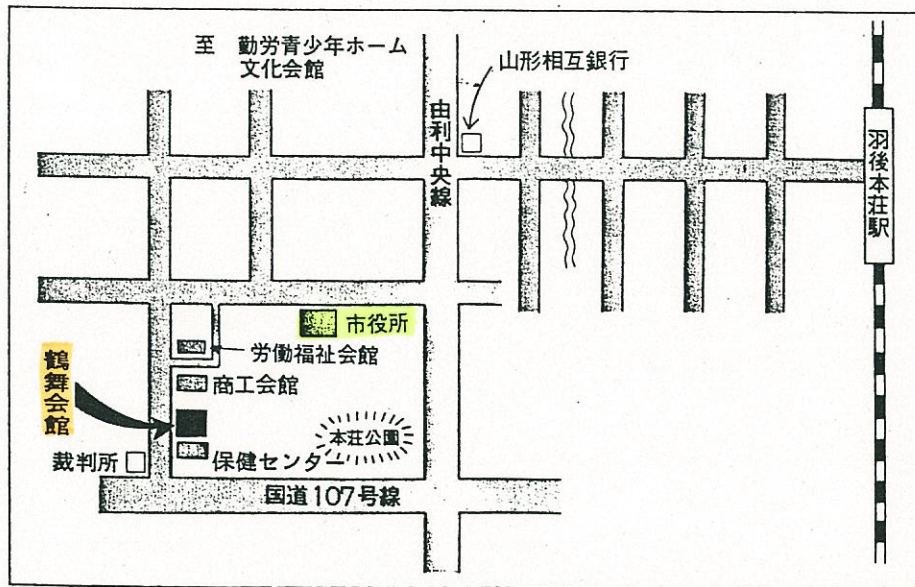 至 勤労青少年ホーム
文化会館
山形相互銀行
由利中央線
羽後本荘駅
市役所
労働福祉会館
商工会館
鶴舞会館
本荘公園
裁判所
保健センター
国道107号線